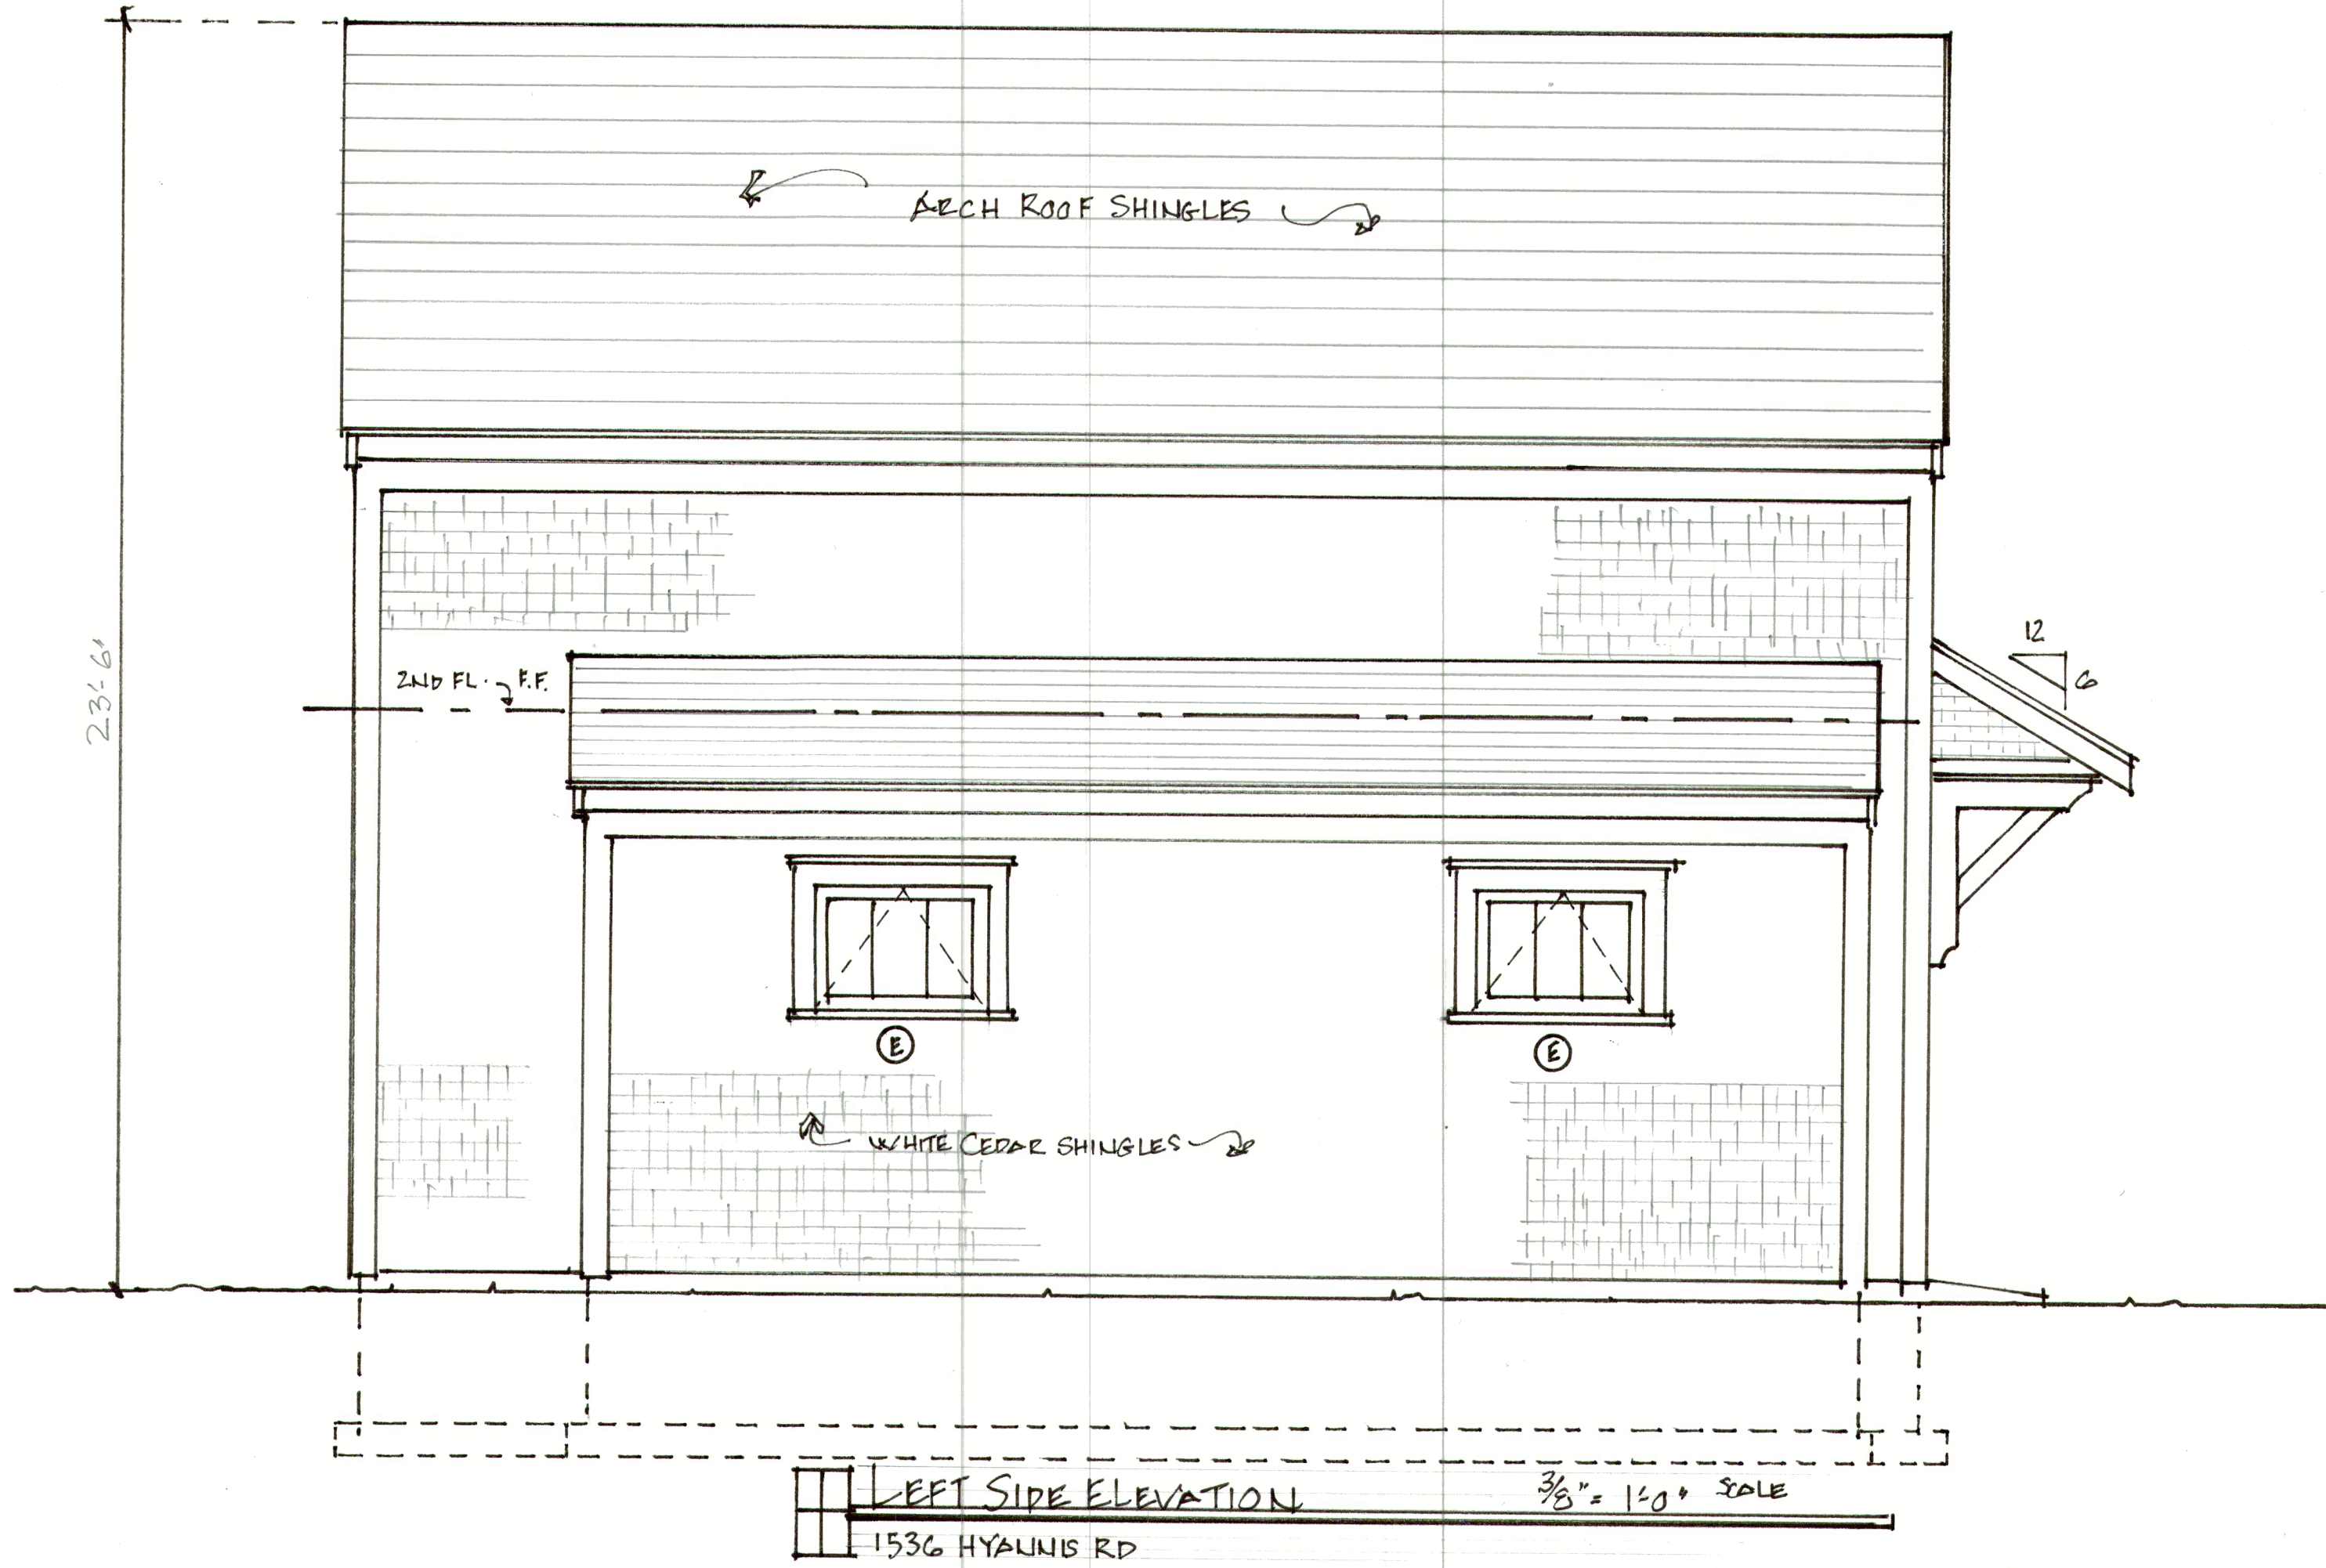 ARCH ROOF SHINGLES
12
6
2ND FL. F.F.
23'-6"
E
E
WHITE CEDAR SHINGLES
LEFT SIDE ELEVATION
3/8" = 1'-0" SCALE
1536 HYANNIS RD